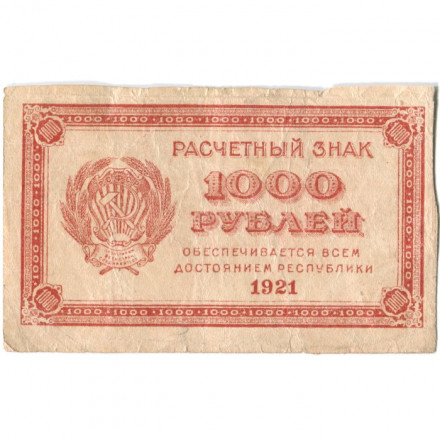 РАСЧЕТНЫЙ ЗНАК
1000
РУБЛЕЙ
ОБЕСПЕЧИВАЕТСЯ ВСЕМ
ДОСТОЯНИЕМ РЕСПУБЛИКИ
1921